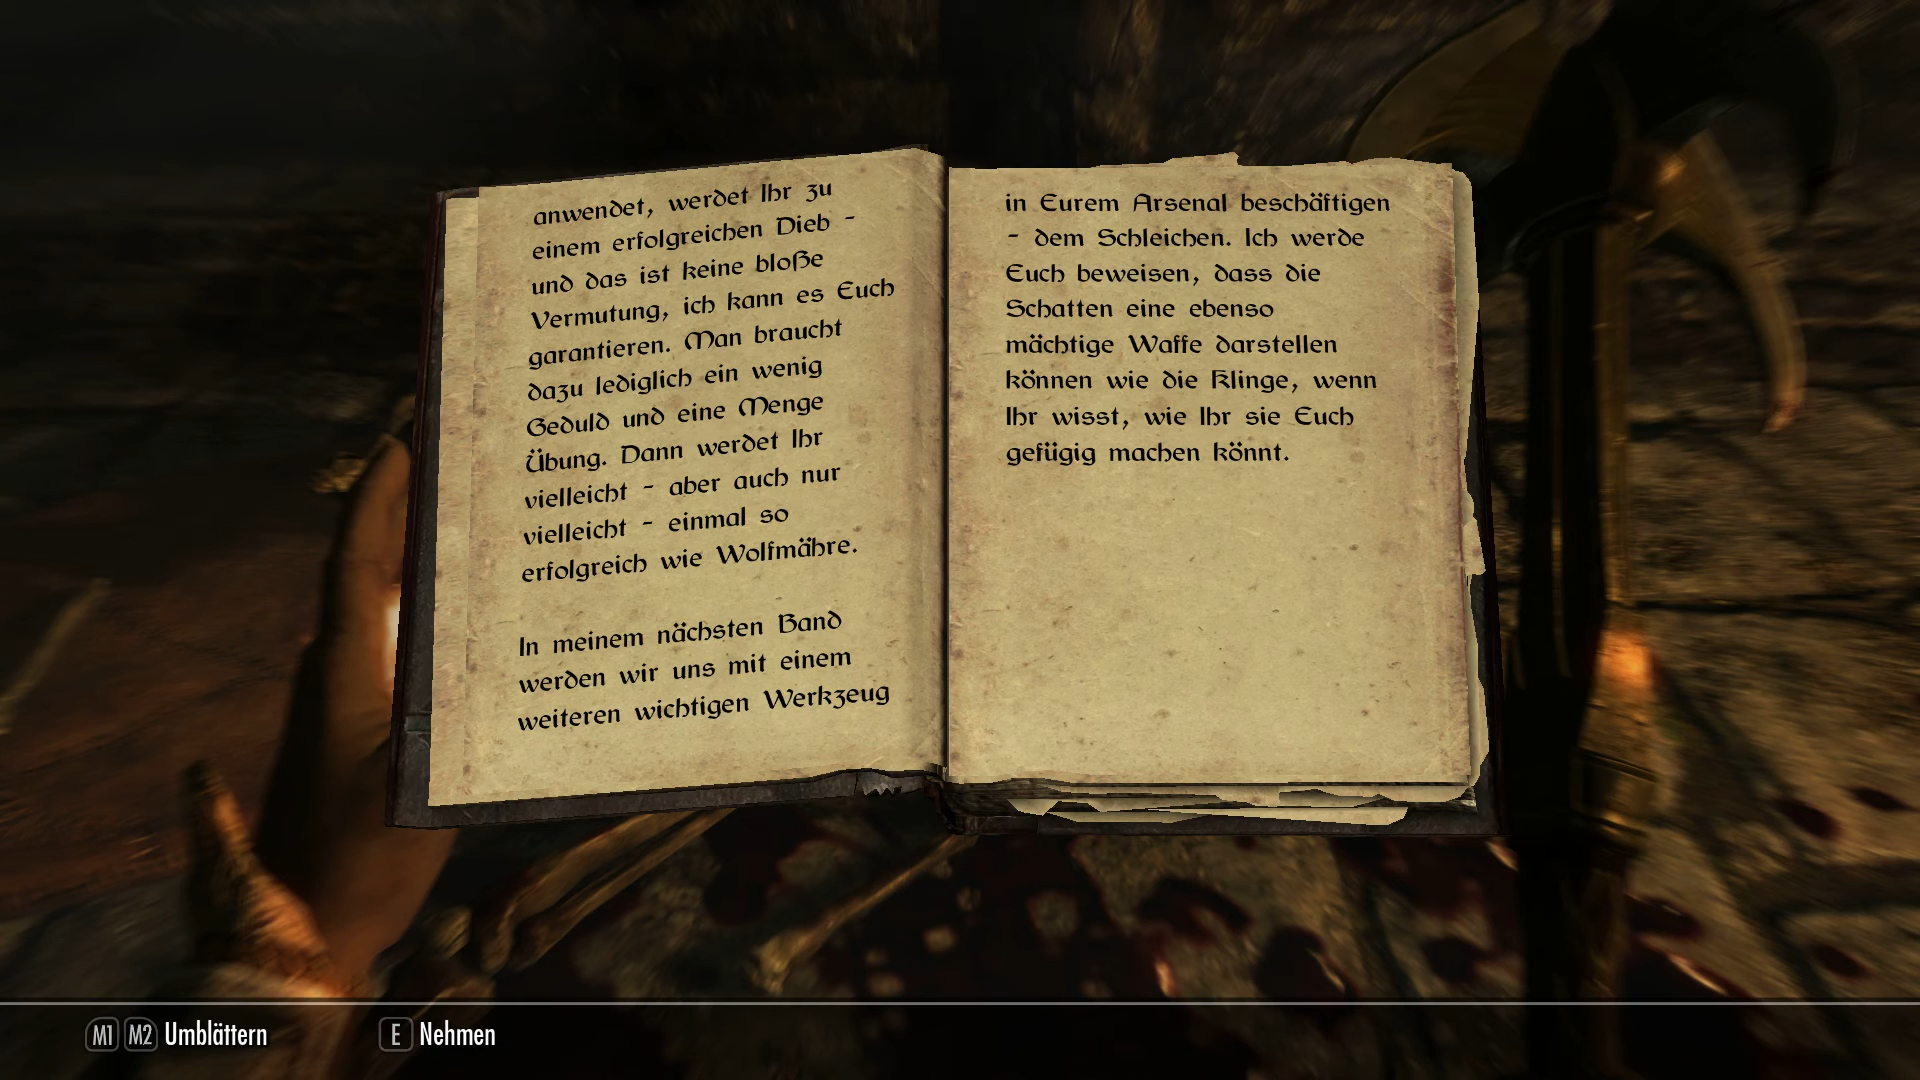 anwendet, werdet Ihr zu
einem erfolgreichen Dieb -
und das ist keine bloße
Vermutung, ich kann es Euch
garantieren. Man braucht
dazu lediglich ein wenig
Geduld und eine Menge
Übung. Dann werdet Ihr
vielleicht - aber auch nur
vielleicht - einmal so
erfolgreich wie Wolfmähre.
In meinem nächsten Band
werden wir uns mit einem
weiteren wichtigen Werkzeug
in Eurem Arsenal beschäftigen
- dem Schleichen. Ich werde
Euch beweisen, dass die
Schatten eine ebenso
mächtige Waffe darstellen
können wie die Klinge, wenn
Ihr wisst, wie Ihr sie Euch
gefügig machen könnt.
M1 M2 Umblättern E Nehmen